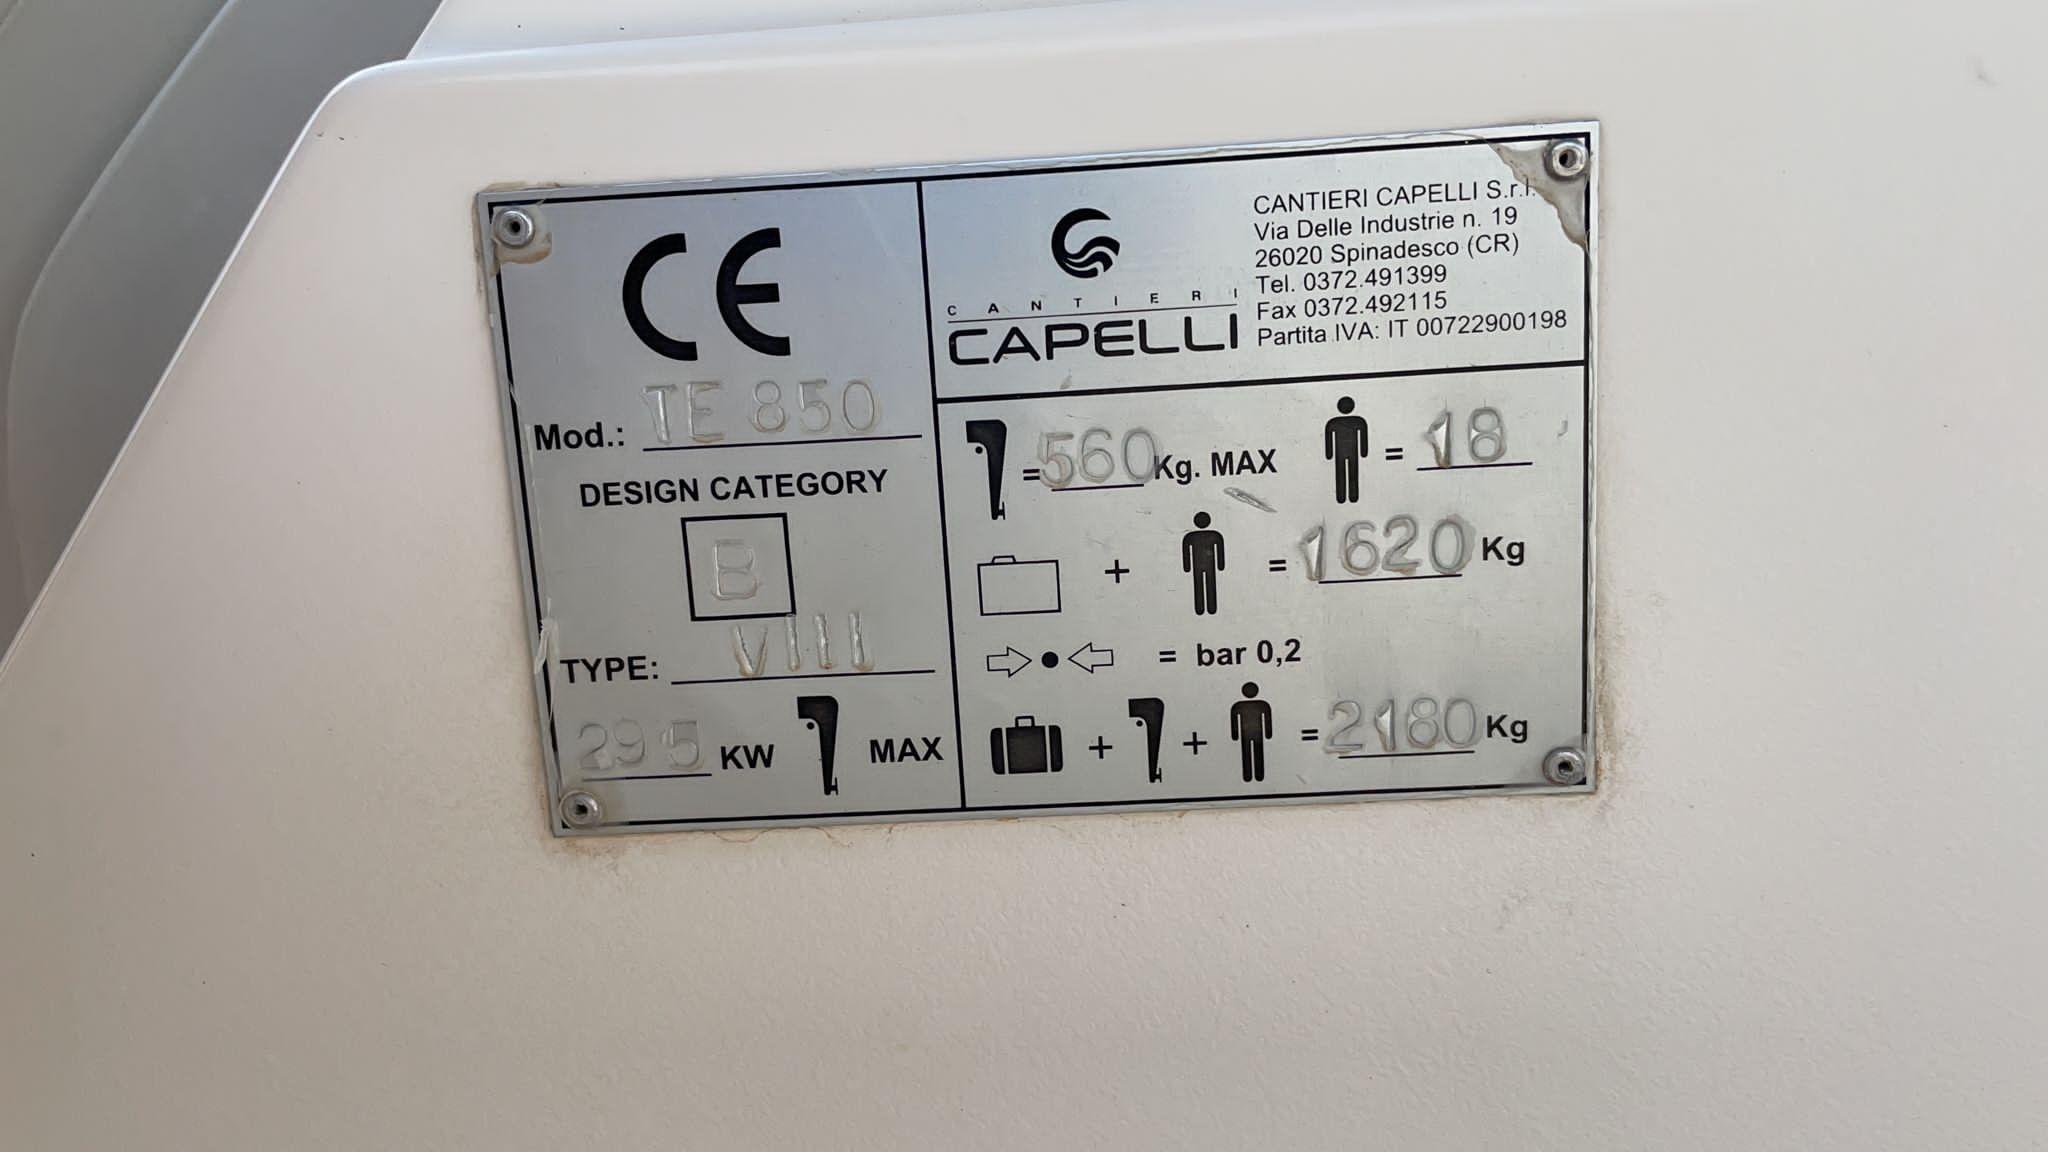 CE
Mod.: TE 850
DESIGN CATEGORY
B
TYPE: VIII
295 KW MAX
CANTIERI
CAPELLI
CANTIERI CAPELLI S.r.l.
Via Delle Industrie n. 19
26020 Spinadesco (CR)
Tel. 0372.491399
Fax 0372.492115
Partita IVA: IT 00722900198
=560 Kg. MAX = 18
+ = 1620 Kg
= bar 0,2
+ + = 2180 Kg